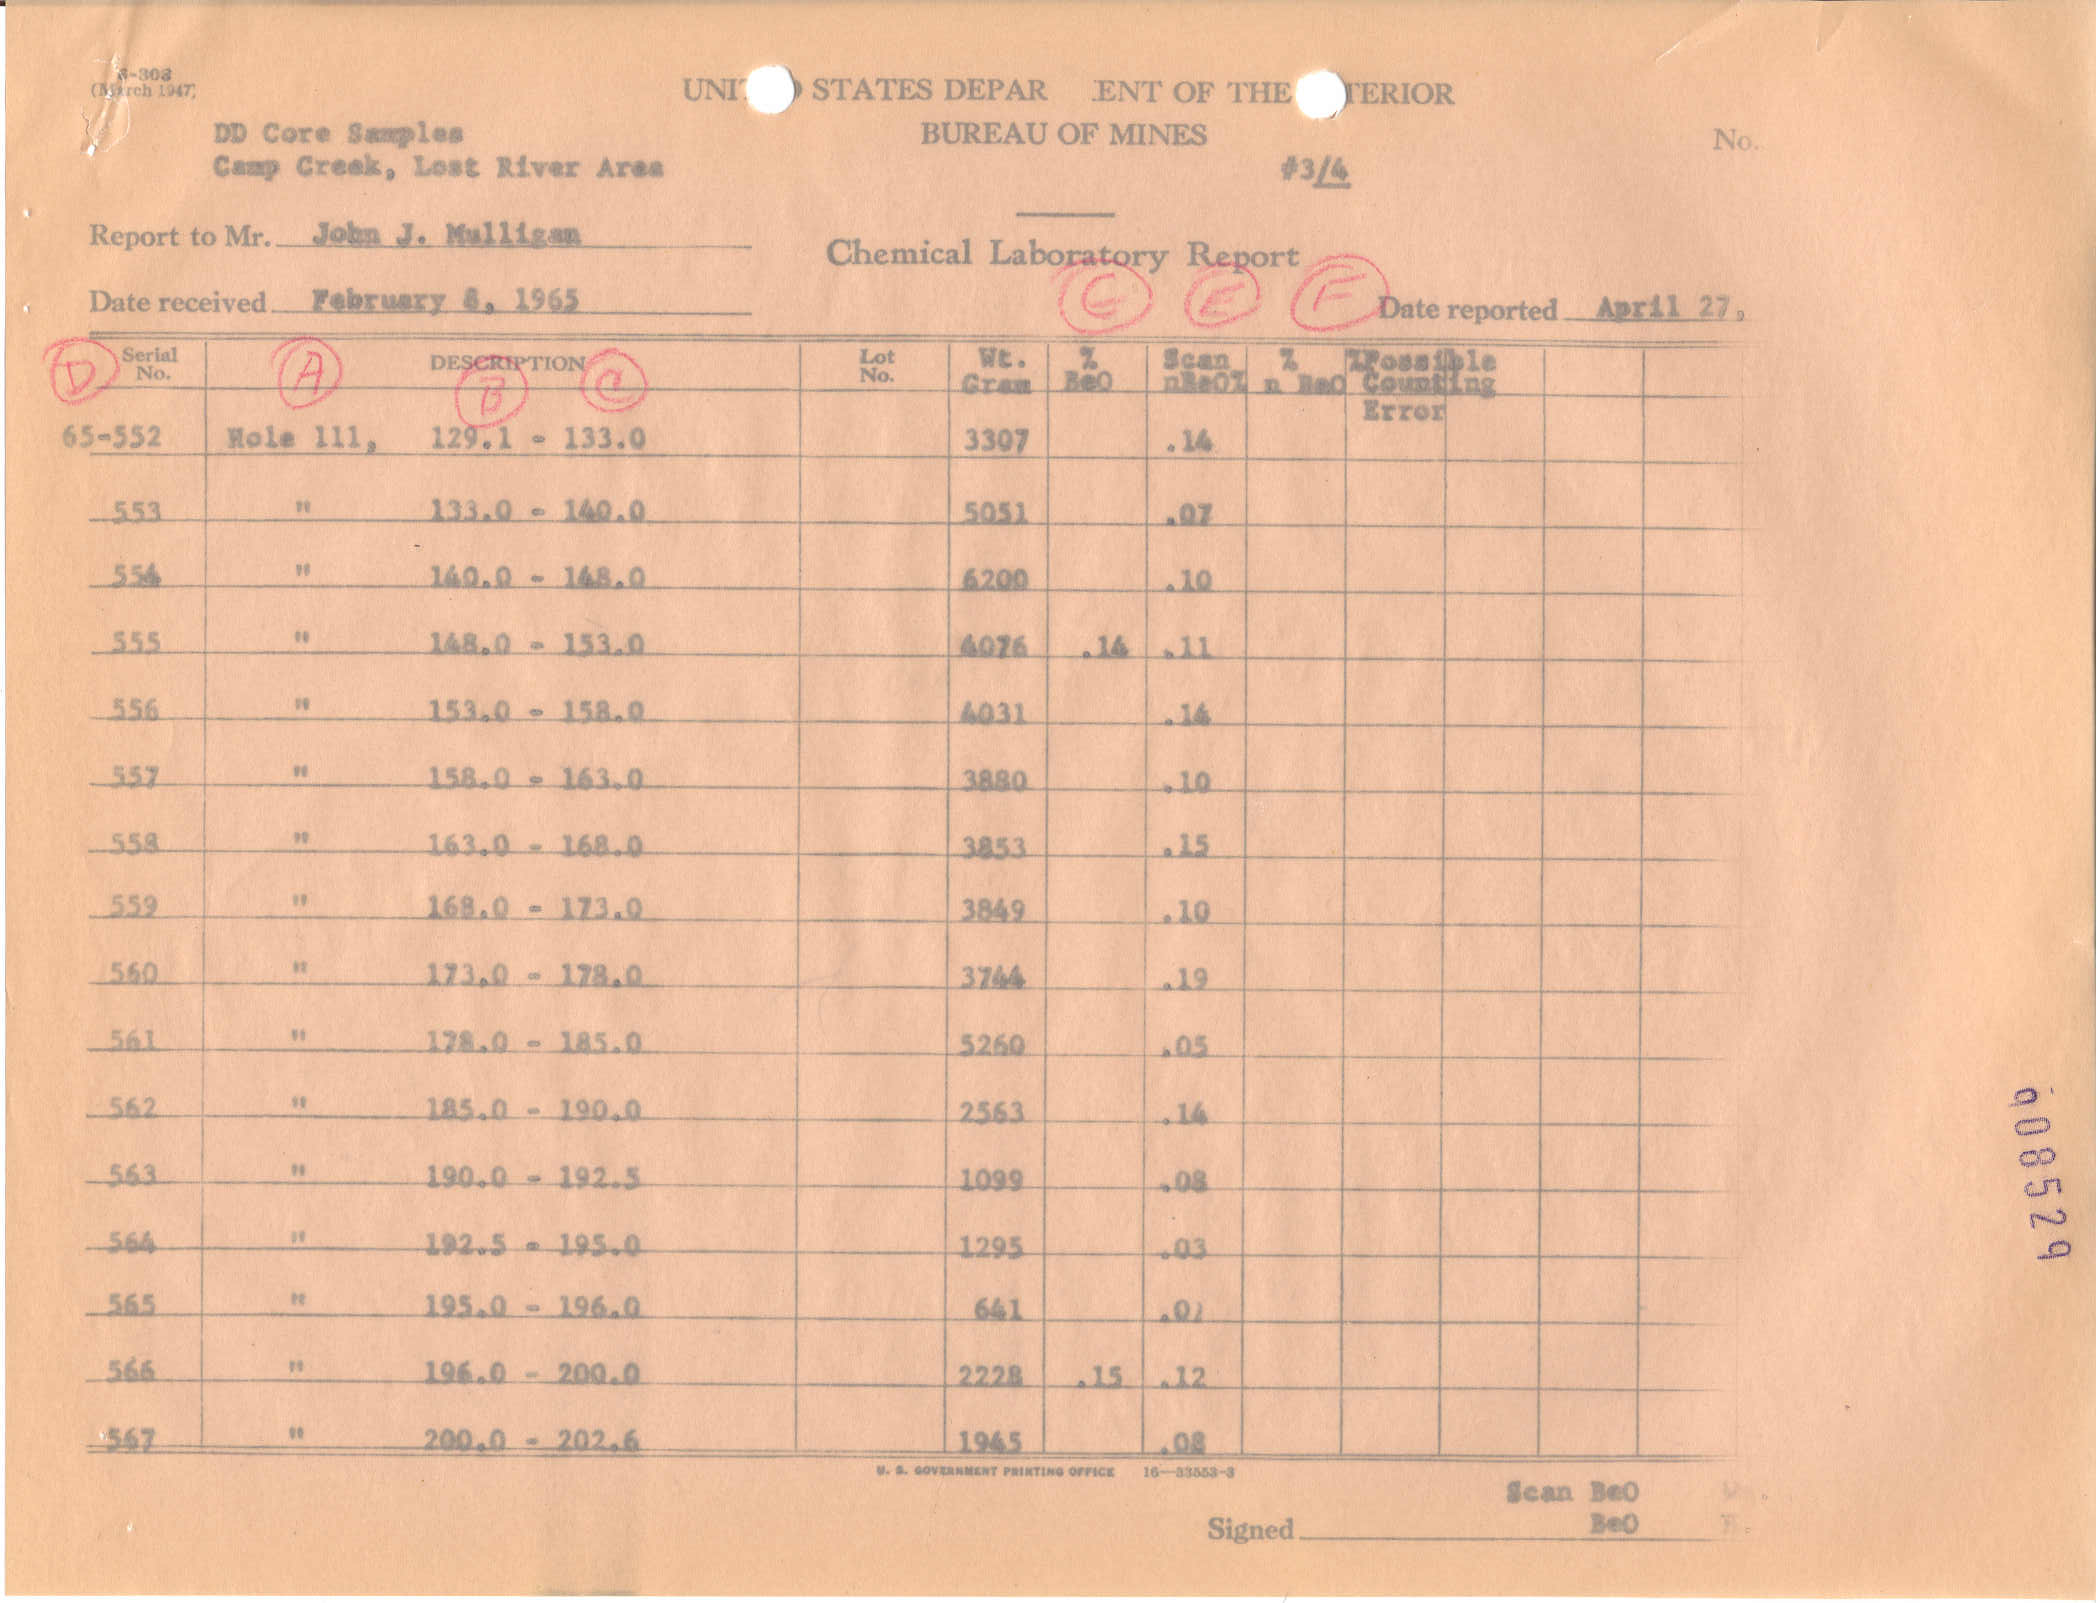 6-303
(March 1947)
UNITED STATES DEPARTMENT OF THE INTERIOR
BUREAU OF MINES
No.
DD Core Samples
Camp Creek, Lost River Area
#3/4
Report to Mr. John J. Mulligan
Chemical Laboratory Report
Date received February 8, 1965
C E F
Date reported April 27,
D Serial No. A DESCRIPTION B C Lot No. Wt. Gram % BeO Scan nBeO% % n BeO %Possible Counting Error
65-552 Hole 111, 129.1 - 133.0 3307 .14
553 " 133.0 - 140.0 5051 .07
554 " 140.0 - 148.0 6200 .10
555 " 148.0 - 153.0 4076 .14 .11
556 " 153.0 - 158.0 4031 .14
557 " 158.0 - 163.0 3880 .10
558 " 163.0 - 168.0 3853 .15
559 " 168.0 - 173.0 3849 .10
560 " 173.0 - 178.0 3744 .19
561 " 178.0 - 185.0 5260 .05
562 " 185.0 - 190.0 2563 .14
563 " 190.0 - 192.5 1099 .08
564 " 192.5 - 195.0 1295 .03
565 " 195.0 - 196.0 641
566 " 196.0 - 200.0 2228 .15 .12
567 " 200.0 - 202.6 1945 .08
U. S. GOVERNMENT PRINTING OFFICE 16—53553-3
Scan BeO
Signed BeO